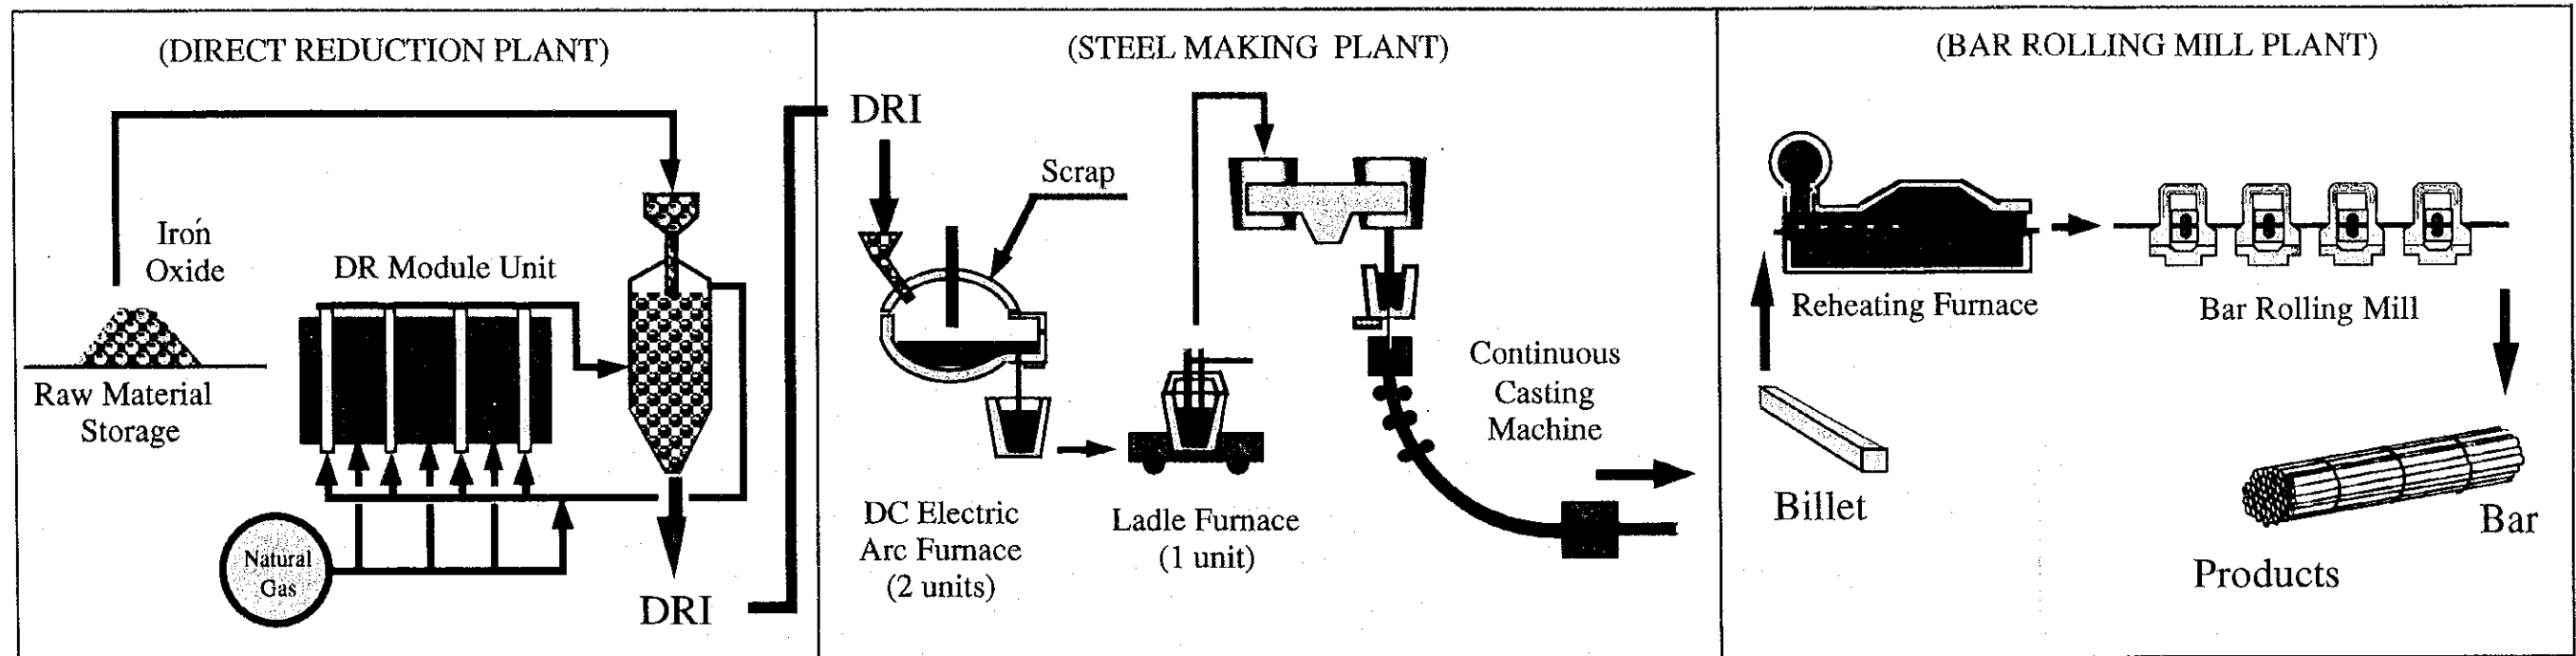 (DIRECT REDUCTION PLANT)
Iron
Oxide
DR Module Unit
Raw Material
Storage
Natural
Gas
DRI
(STEEL MAKING PLANT)
DRI
Scrap
DC Electric
Arc Furnace
(2 units)
Ladle Furnace
(1 unit)
Continuous
Casting
Machine
(BAR ROLLING MILL PLANT)
Reheating Furnace
Bar Rolling Mill
Billet
Bar
Products